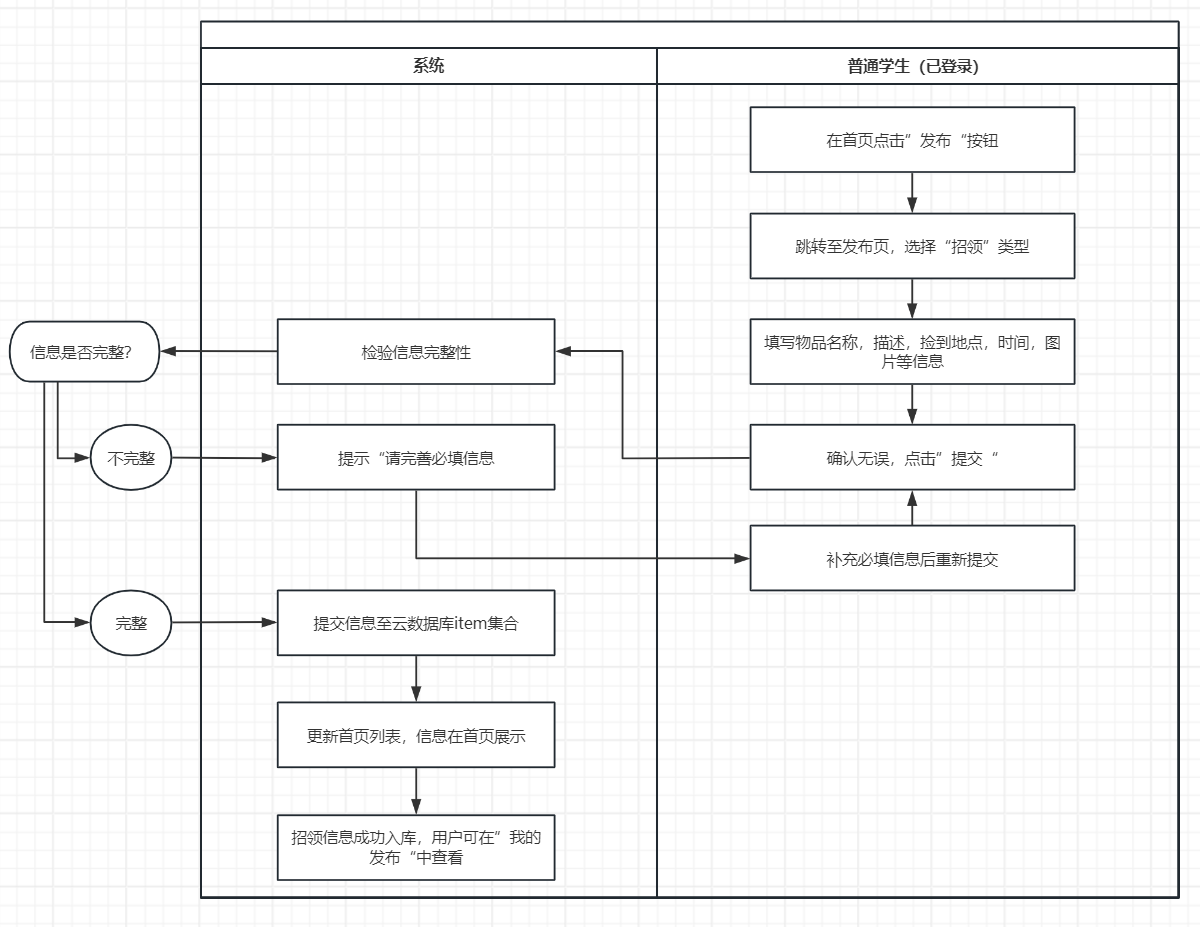 系统
普通学生（已登录）
在首页点击”发布“按钮
跳转至发布页，选择“招领”类型
填写物品名称，描述，捡到地点，时间，图
片等信息
信息是否完整？
检验信息完整性
不完整
提示“请完善必填信息
确认无误，点击”提交“
补充必填信息后重新提交
完整
提交信息至云数据库item集合
更新首页列表，信息在首页展示
招领信息成功入库，用户可在”我的
发布“中查看